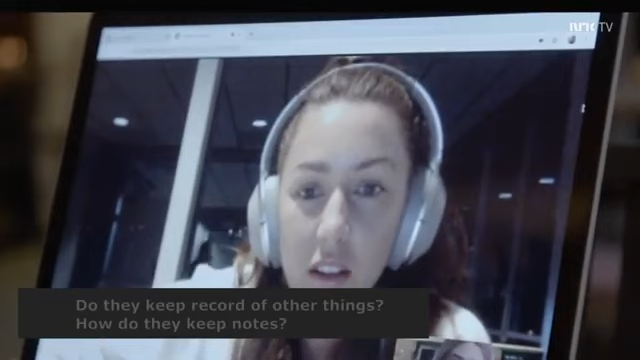 NRK TV
Do they keep record of other things?
How do they keep notes?